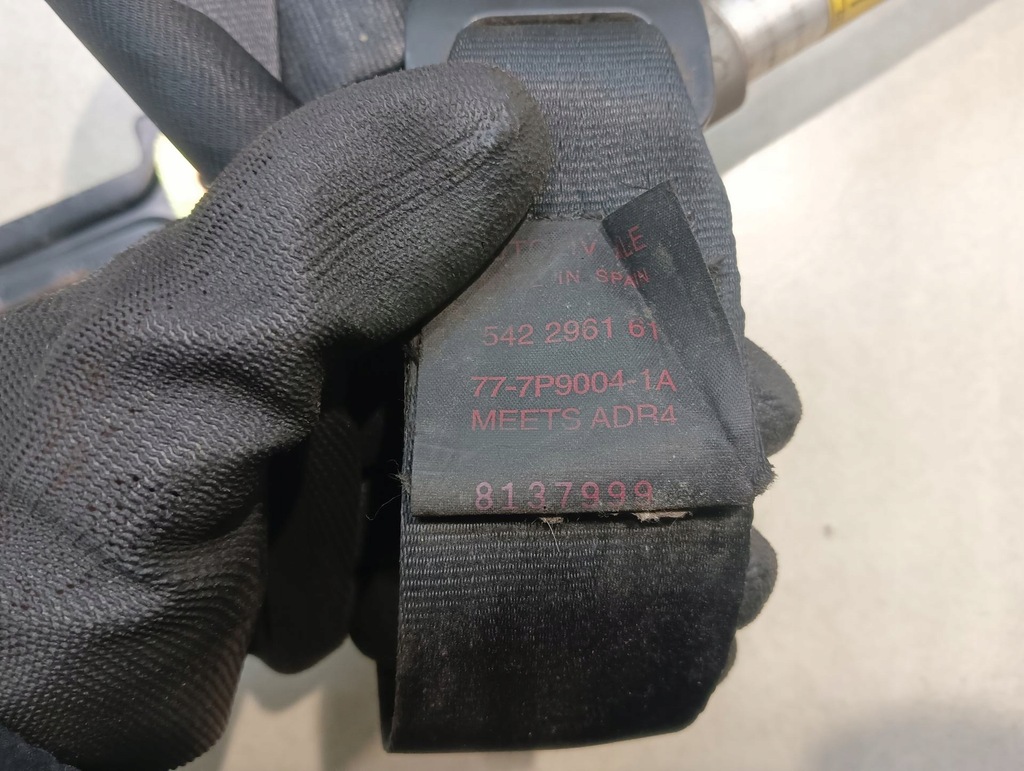 IN SPAIN
542 2961 61
77-7P9004-1A
MEETS ADR4
8137999